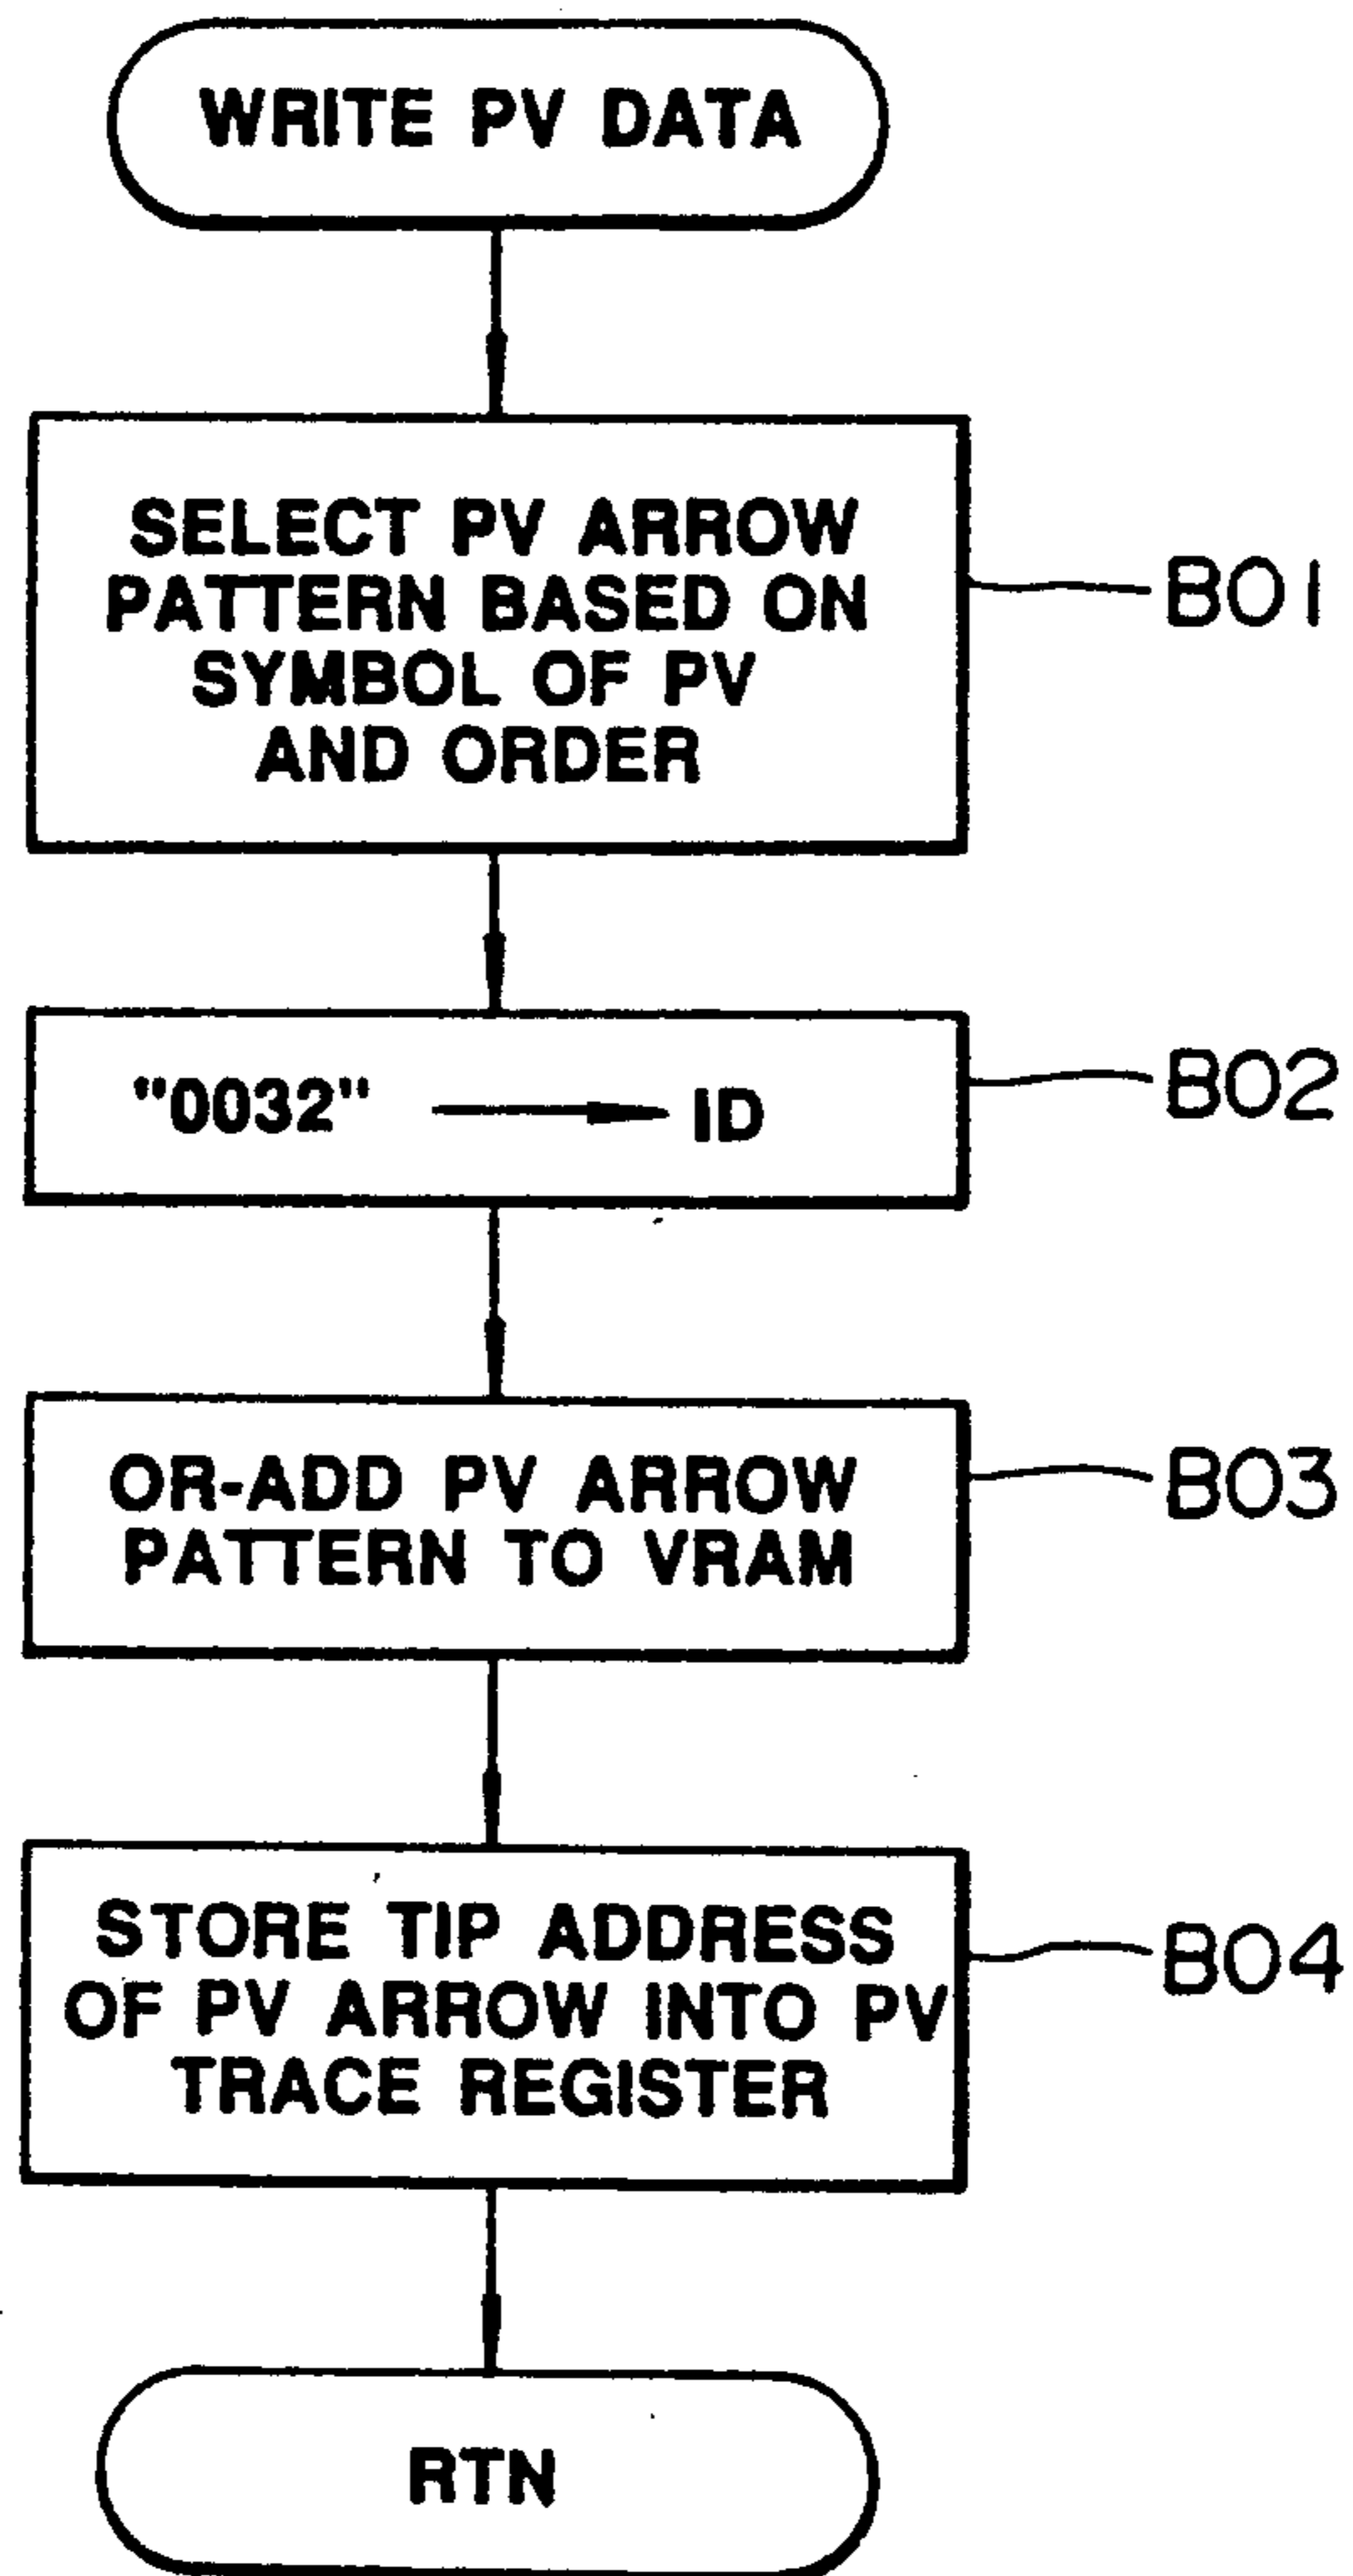 WRITE PV DATA
SELECT PV ARROW
PATTERN BASED ON
SYMBOL OF PV
AND ORDER
B01
"0032" ⟶ ID
B02
OR-ADD PV ARROW
PATTERN TO VRAM
B03
STORE TIP ADDRESS
OF PV ARROW INTO PV
TRACE REGISTER
B04
RTN